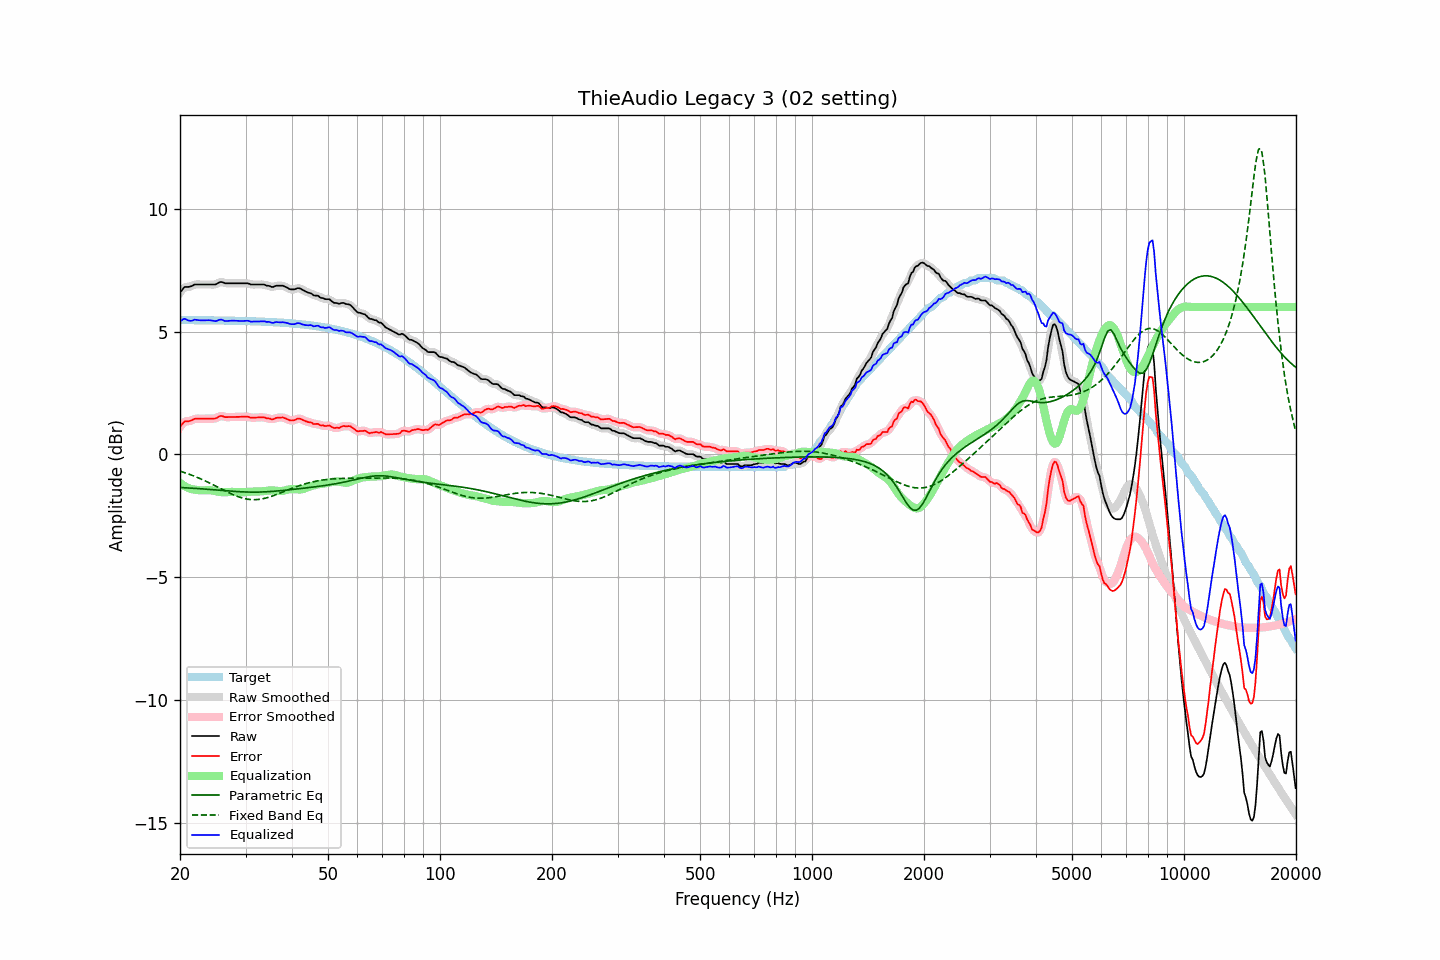 ThieAudio Legacy 3 (02 setting)
Amplitude (dBr)
10
5
0
−5
−10
−15
Target
Raw Smoothed
Error Smoothed
Raw
Error
Equalization
Parametric Eq
Fixed Band Eq
Equalized
20 50 100 200 500 1000 2000 5000 10000 20000
Frequency (Hz)